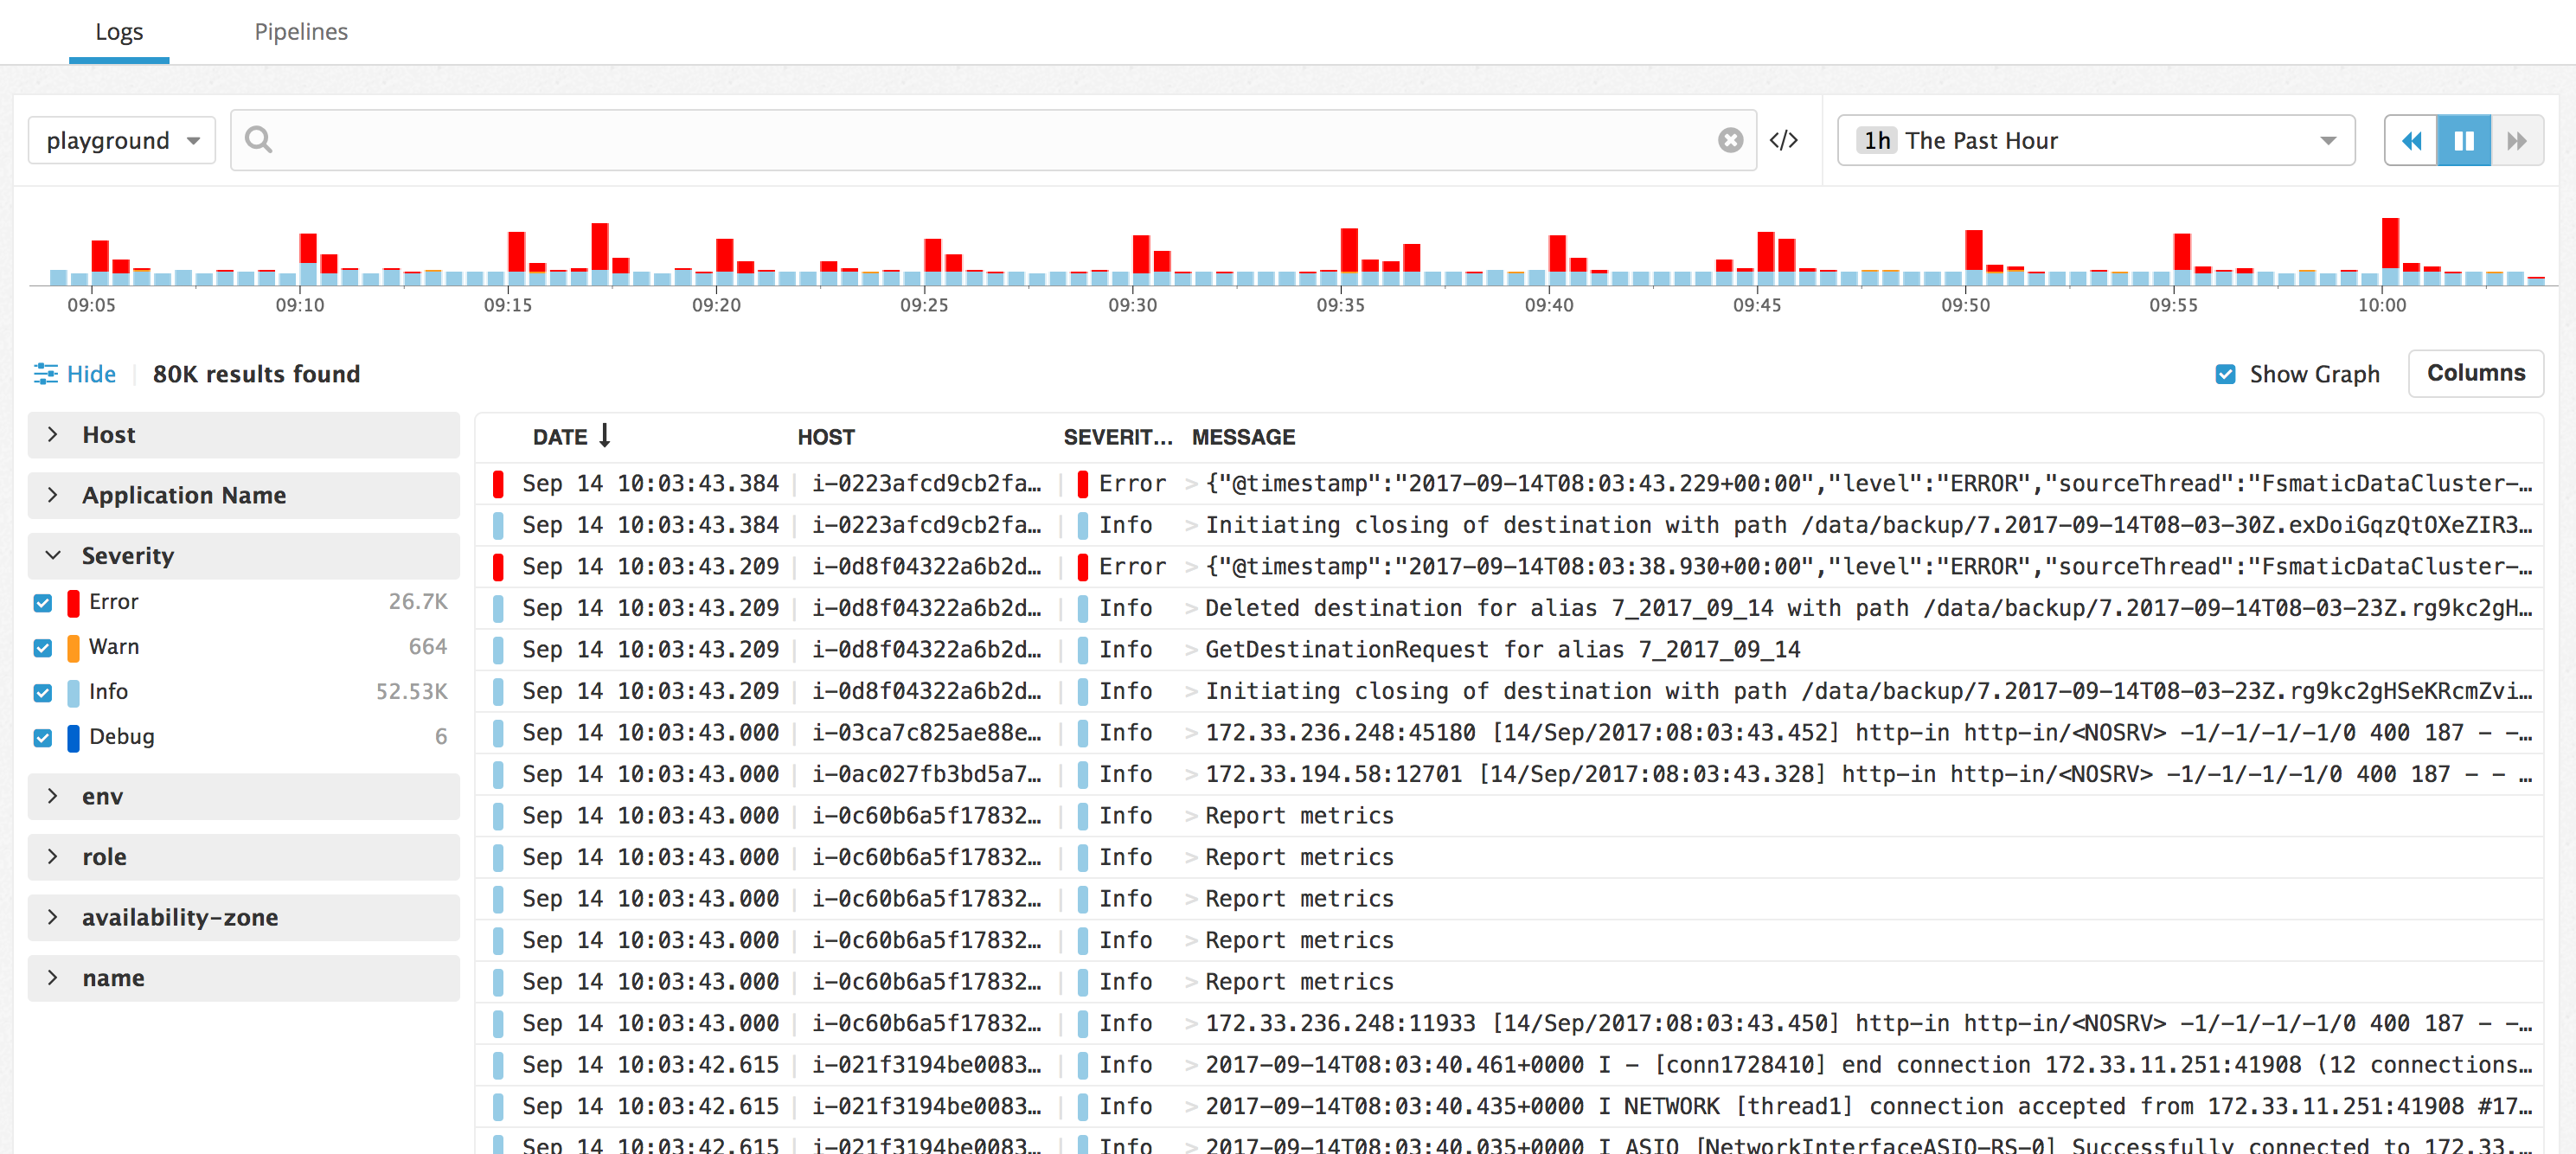 Logs Pipelines
playground </> 1h The Past Hour
09:05 09:10 09:15 09:20 09:25 09:30 09:35 09:40 09:45 09:50 09:55 10:00
Hide 80K results found Show Graph Columns
Host
Application Name
Severity
Error 26.7K
Warn 664
Info 52.53K
Debug 6
env
role
availability-zone
name
DATE ↓ HOST SEVERIT... MESSAGE
Sep 14 10:03:43.384 i-0223afcd9cb2fa... Error > {"@timestamp":"2017-09-14T08:03:43.229+00:00","level":"ERROR","sourceThread":"FsmaticDataCluster-...
Sep 14 10:03:43.384 i-0223afcd9cb2fa... Info > Initiating closing of destination with path /data/backup/7.2017-09-14T08-03-30Z.exDoiGqzQtOXeZIR3...
Sep 14 10:03:43.209 i-0d8f04322a6b2d... Error > {"@timestamp":"2017-09-14T08:03:38.930+00:00","level":"ERROR","sourceThread":"FsmaticDataCluster-...
Sep 14 10:03:43.209 i-0d8f04322a6b2d... Info > Deleted destination for alias 7_2017_09_14 with path /data/backup/7.2017-09-14T08-03-23Z.rg9kc2gH...
Sep 14 10:03:43.209 i-0d8f04322a6b2d... Info > GetDestinationRequest for alias 7_2017_09_14
Sep 14 10:03:43.209 i-0d8f04322a6b2d... Info > Initiating closing of destination with path /data/backup/7.2017-09-14T08-03-23Z.rg9kc2gHSeKRcmZvi...
Sep 14 10:03:43.000 i-03ca7c825ae88e... Info > 172.33.236.248:45180 [14/Sep/2017:08:03:43.452] http-in http-in/<NOSRV> -1/-1/-1/-1/0 400 187 - -...
Sep 14 10:03:43.000 i-0ac027fb3bd5a7... Info > 172.33.194.58:12701 [14/Sep/2017:08:03:43.328] http-in http-in/<NOSRV> -1/-1/-1/-1/0 400 187 - - ...
Sep 14 10:03:43.000 i-0c60b6a5f17832... Info > Report metrics
Sep 14 10:03:43.000 i-0c60b6a5f17832... Info > Report metrics
Sep 14 10:03:43.000 i-0c60b6a5f17832... Info > Report metrics
Sep 14 10:03:43.000 i-0c60b6a5f17832... Info > Report metrics
Sep 14 10:03:43.000 i-0c60b6a5f17832... Info > Report metrics
Sep 14 10:03:43.000 i-0c60b6a5f17832... Info > 172.33.236.248:11933 [14/Sep/2017:08:03:43.450] http-in http-in/<NOSRV> -1/-1/-1/-1/0 400 187 - -...
Sep 14 10:03:42.615 i-021f3194be0083... Info > 2017-09-14T08:03:40.461+0000 I - [conn1728410] end connection 172.33.11.251:41908 (12 connections...
Sep 14 10:03:42.615 i-021f3194be0083... Info > 2017-09-14T08:03:40.435+0000 I NETWORK [thread1] connection accepted from 172.33.11.251:41908 #17...
Sep 14 10:03:42.615 i-021f3194be0083... Info > 2017-09-14T08:03:40.035+0000 I ASIO [NetworkInterfaceASIO-RS-0] Successfully connected to 172.33....